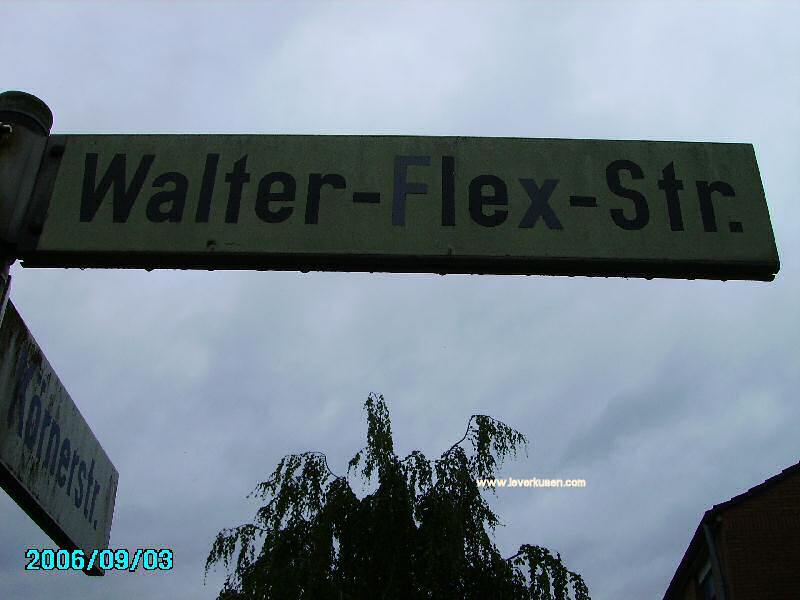 Walter-Flex-Str.
Körnerstr.
www.leverkusen.com
2006/09/03